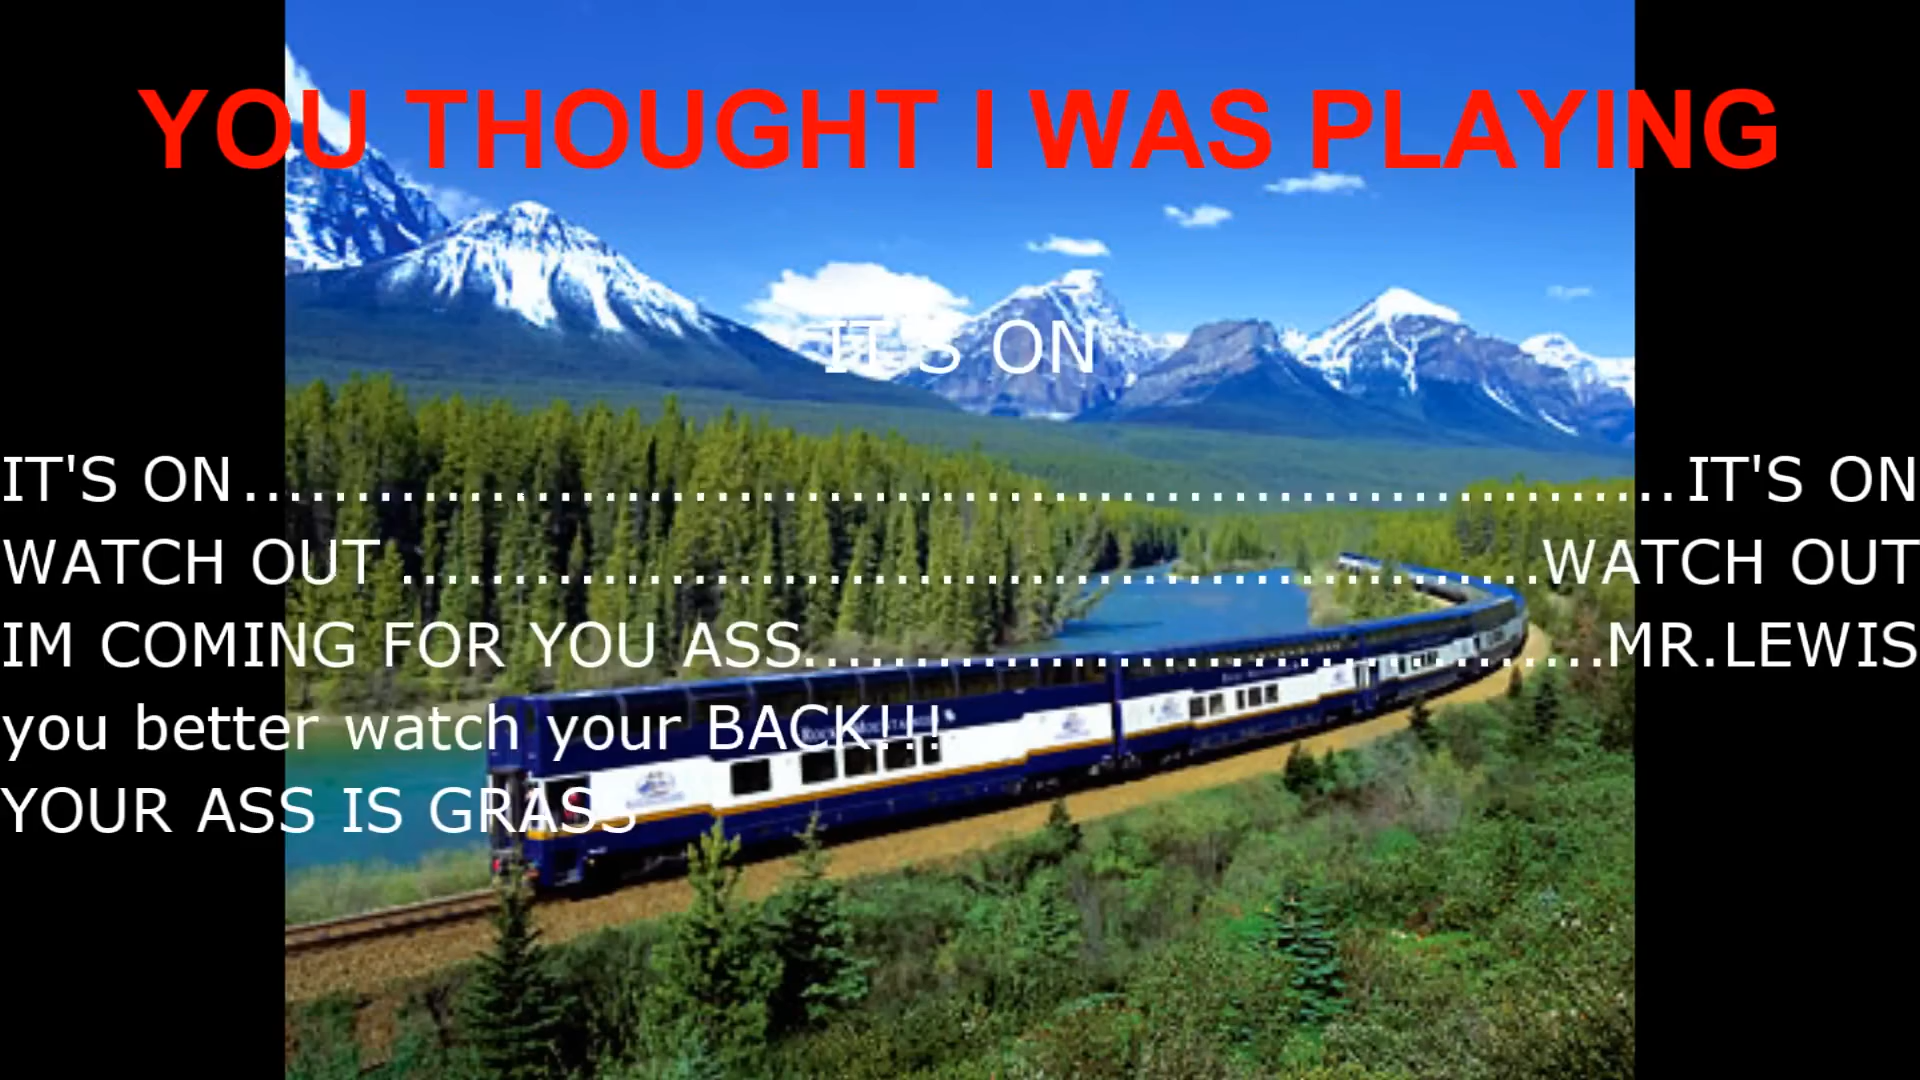 YOU THOUGHT I WAS PLAYING
IT'S ON
IT'S ON.................................................................IT'S ON
WATCH OUT ....................................................WATCH OUT
IM COMING FOR YOU ASS....................................MR.LEWIS
you better watch your BACK!!!
YOUR ASS IS GRASS